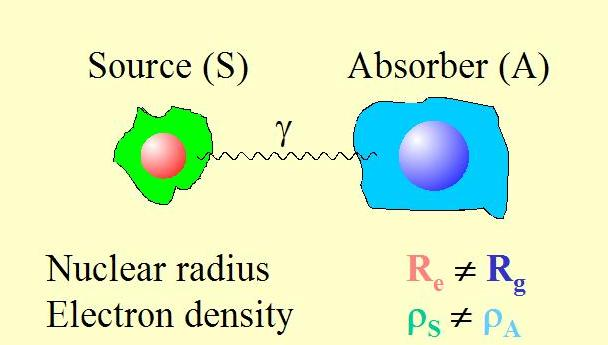 Source (S) Absorber (A)
γ
Nuclear radius Rₑ ≠ R_g
Electron density ρ_S ≠ ρ_A